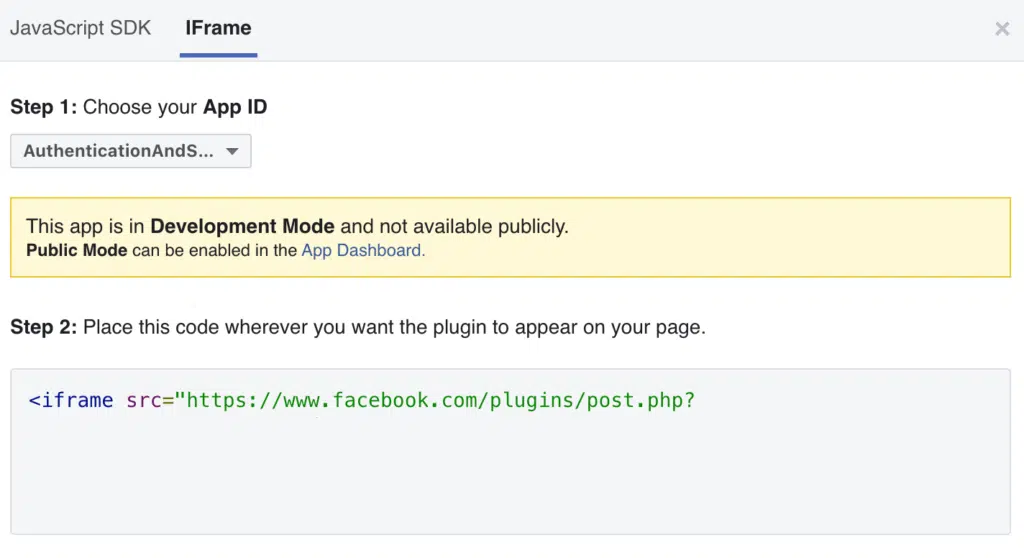 JavaScript SDK IFrame ×
Step 1: Choose your App ID
AuthenticationAndS...
This app is in Development Mode and not available publicly.
Public Mode can be enabled in the App Dashboard.
Step 2: Place this code wherever you want the plugin to appear on your page.
<iframe src="https://www.facebook.com/plugins/post.php?